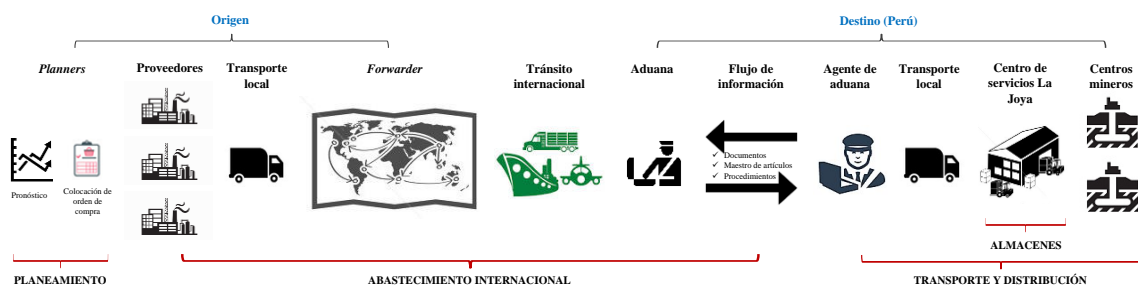 Origen
Destino (Perú)
Planners
Proveedores
Transporte
local
Forwarder
Tránsito
internacional
Aduana
Flujo de
información
Agente de
aduana
Transporte
local
Centro de
servicios La
Joya
Centros
mineros
Pronóstico
Colocación de
orden de
compra
✓ Documentos
✓ Maestro de artículos
✓ Procedimientos
ALMACENES
PLANEAMIENTO
ABASTECIMIENTO INTERNACIONAL
TRANSPORTE Y DISTRIBUCIÓN